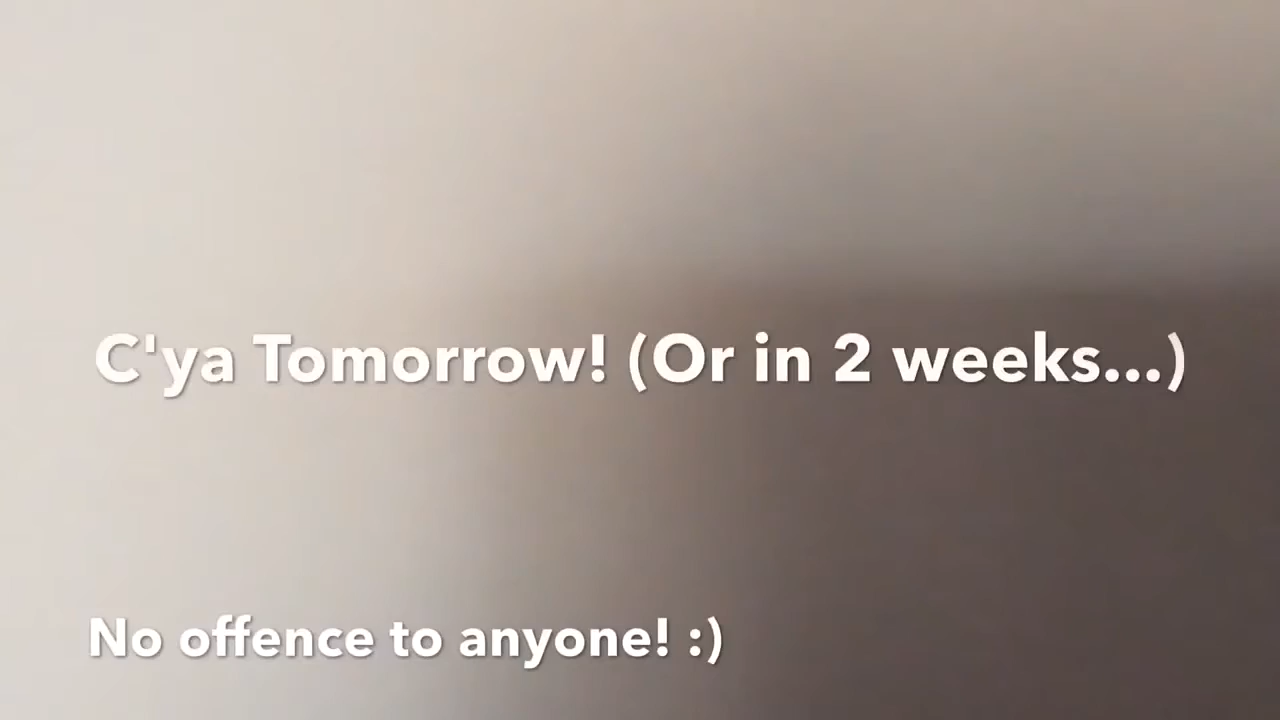 C'ya Tomorrow! (Or in 2 weeks...)
No offence to anyone! :)